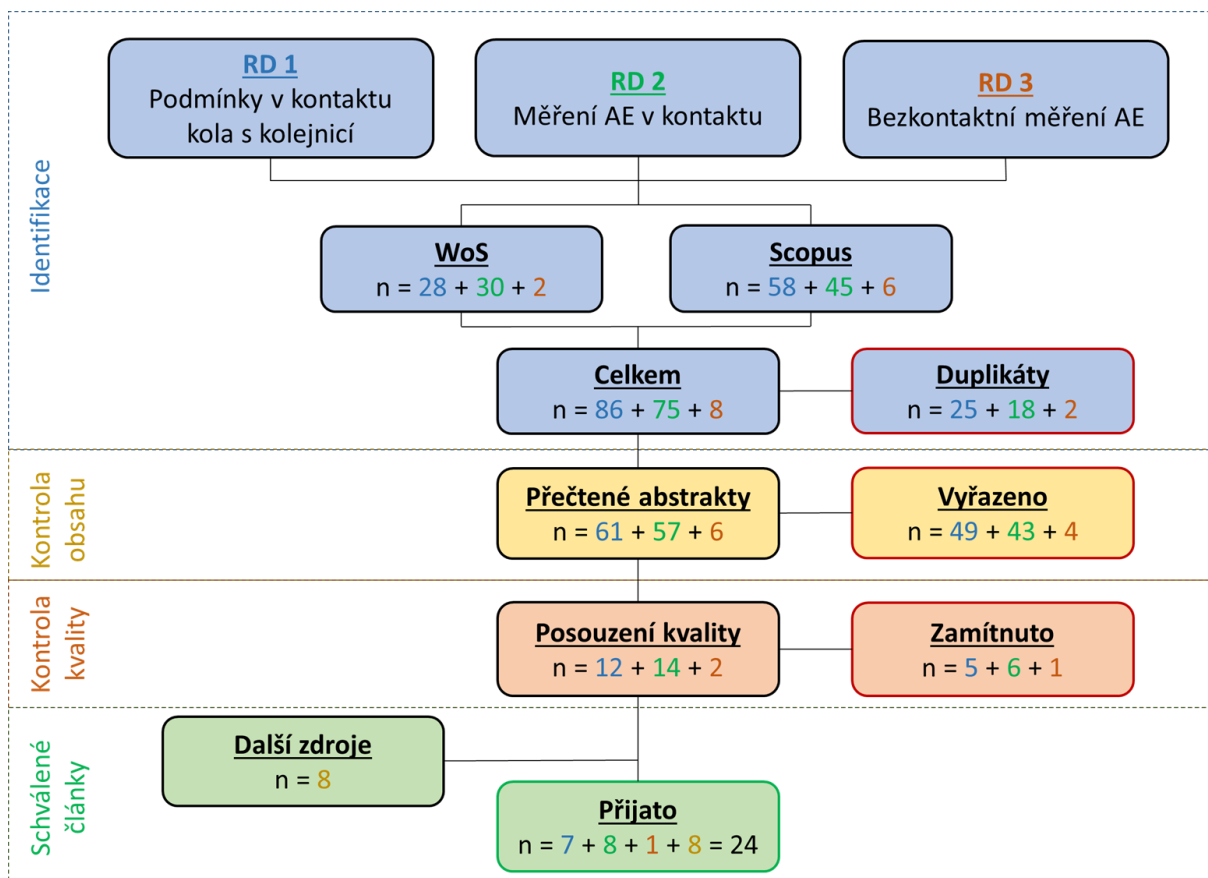 Identifikace
RD 1
Podmínky v kontaktu
kola s kolejnicí
RD 2
Měření AE v kontaktu
RD 3
Bezkontaktní měření AE
WoS
n = 28 + 30 + 2
Scopus
n = 58 + 45 + 6
Celkem
n = 86 + 75 + 8
Duplikáty
n = 25 + 18 + 2
Kontrola
obsahu
Přečtené abstrakty
n = 61 + 57 + 6
Vyřazeno
n = 49 + 43 + 4
Kontrola
kvality
Posouzení kvality
n = 12 + 14 + 2
Zamítnuto
n = 5 + 6 + 1
Schválené
články
Další zdroje
n = 8
Přijato
n = 7 + 8 + 1 + 8 = 24